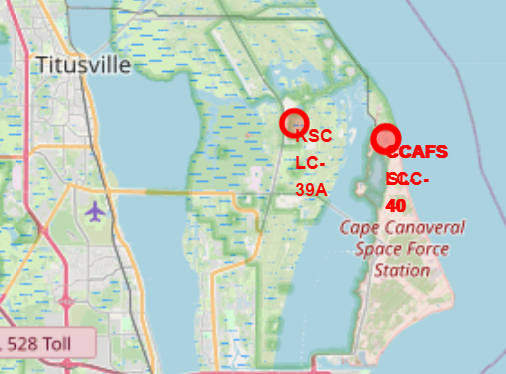 Titusville
KSC
LC-
39A
CCAFS
SLC-
40
Cape Canaveral
Space Force
Station
528 Toll